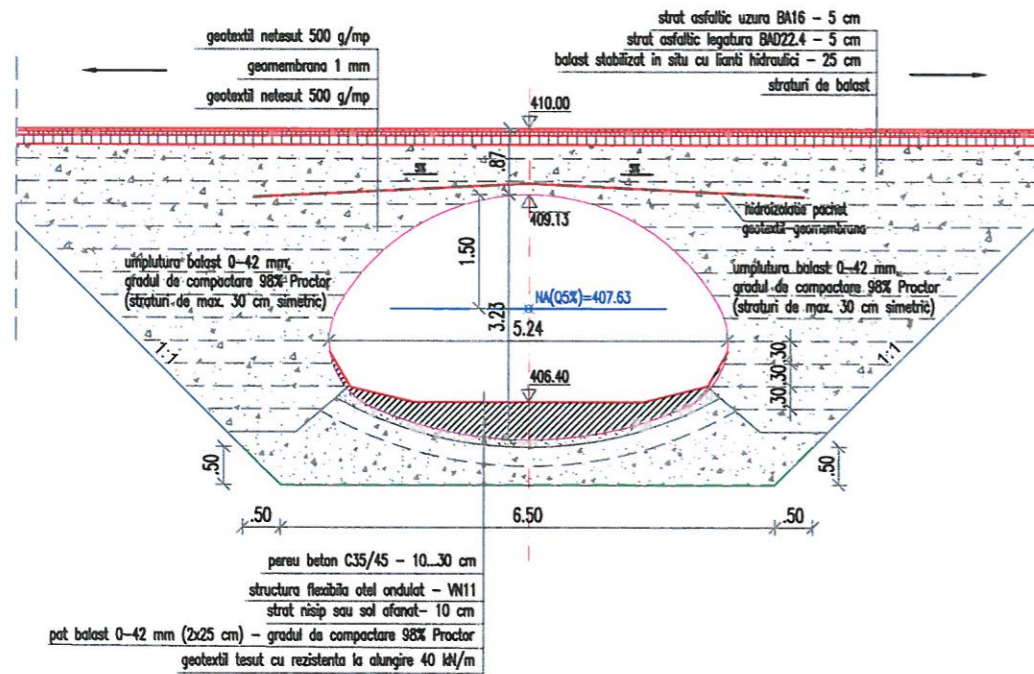 geotextil netesut 500 g/mp
geomembrana 1 mm
geotextil netesut 500 g/mp
strat asfaltic uzura BA16 – 5 cm
strat asfaltic legatura BAD22.4 – 5 cm
balast stabilizat in situ cu lianti hidraulici – 25 cm
straturi de balast
410.00
.87
5%
5%
409.13
hidroizolatie pachet
geotextil-geomembrana
1.50
umplutura balast 0–42 mm,
gradul de compactare 98% Proctor
(straturi de max. 30 cm simetric)
umplutura balast 0–42 mm,
gradul de compactare 98% Proctor
(straturi de max. 30 cm simetric)
NA(Q5%)=407.63
3.23
5.24
1:1
1:1
406.40
.30
.30
.30
.50
.50
.50
6.50
.50
pereu beton C35/45 – 10...30 cm
structura flexibila otel ondulat – VN11
strat nisip sau sol afanat– 10 cm
pat balast 0–42 mm (2x25 cm) – gradul de compactare 98% Proctor
geotextil tesut cu rezistenta la alungire 40 kN/m